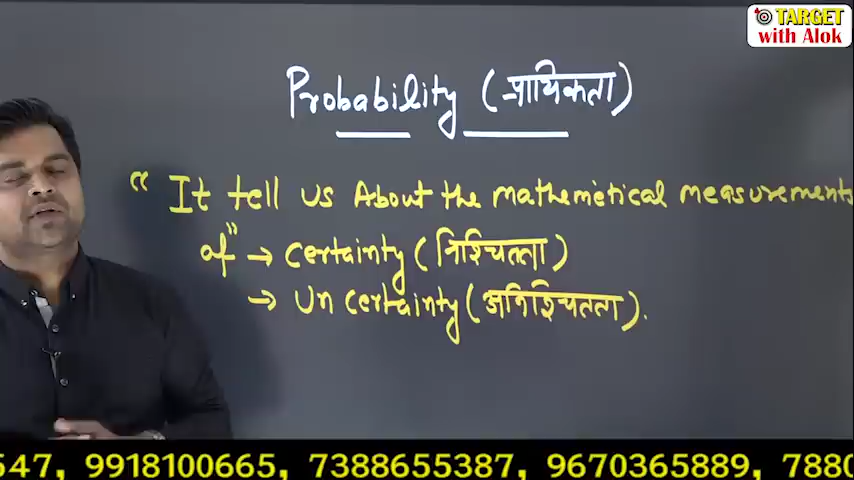 TARGET
with Alok
Probability (प्रायिकता)
“ It tell us About the mathemetical measurements
of” → Certainty (निश्चितता)
→ Un certainty (अनिश्चितता).
547, 9918100665, 7388655387, 9670365889, 7880